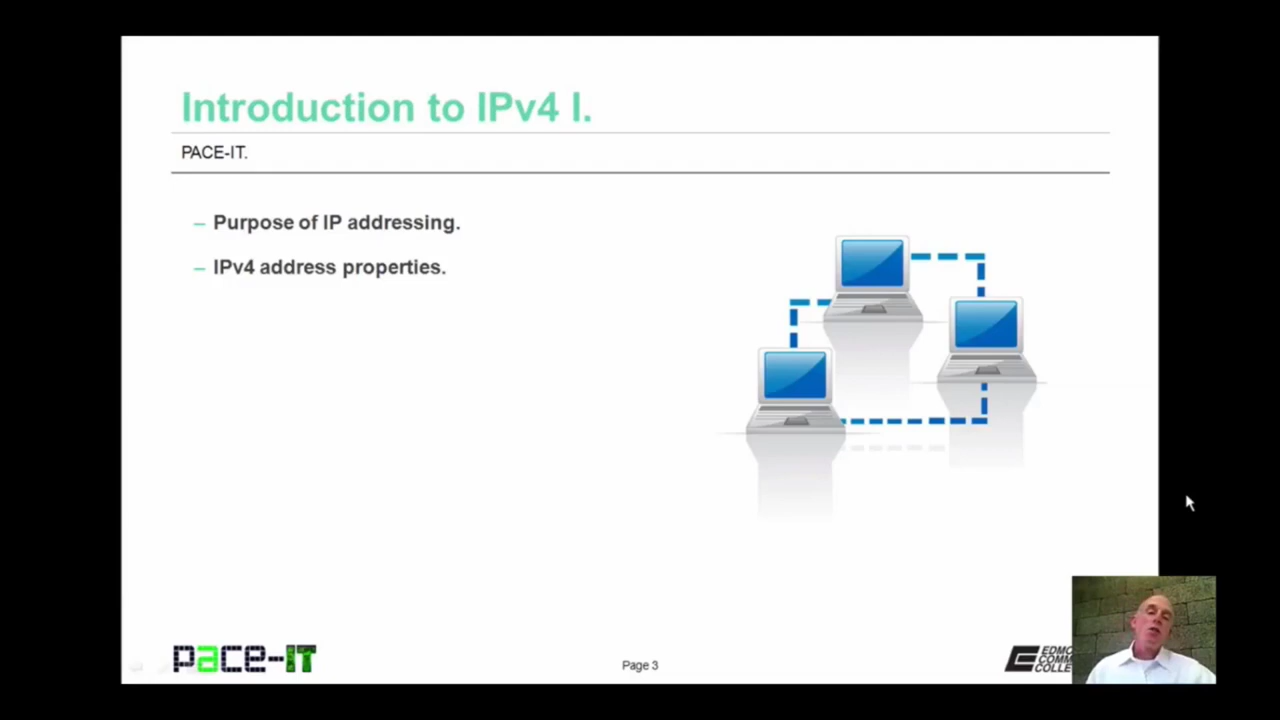 Introduction to IPv4 I.
PACE-IT.
– Purpose of IP addressing.
– IPv4 address properties.
pace-IT
Page 3